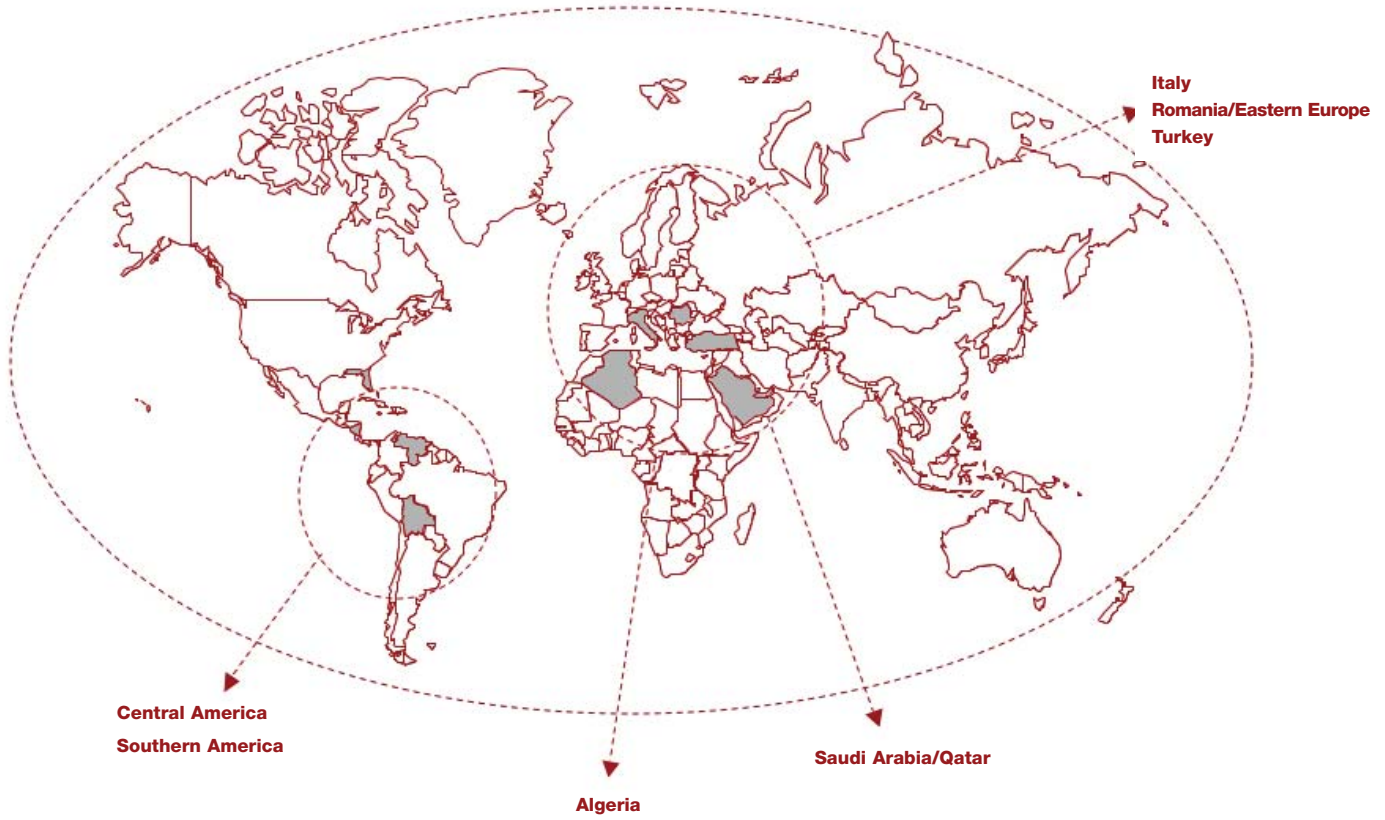 Italy
Romania/Eastern Europe
Turkey
Central America
Southern America
Saudi Arabia/Qatar
Algeria